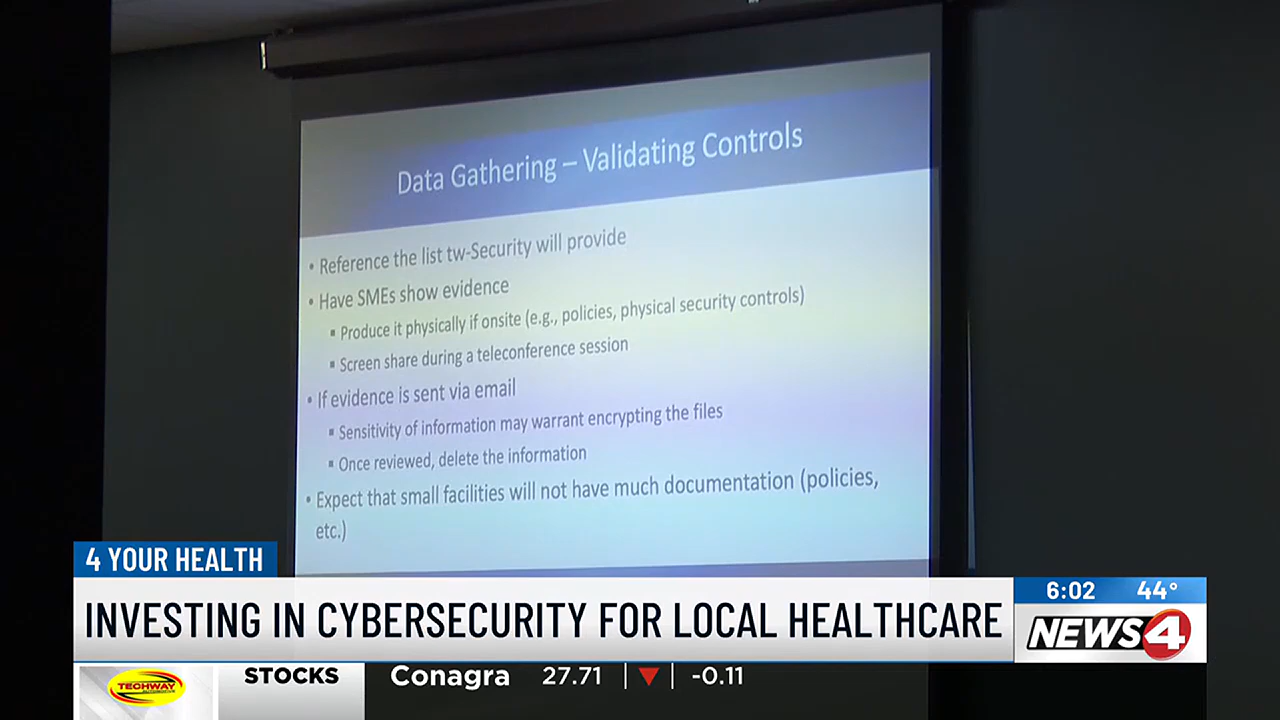 Data Gathering – Validating Controls
• Reference the list tw-Security will provide
• Have SMEs show evidence
▪ Produce it physically if onsite (e.g., policies, physical security controls)
▪ Screen share during a teleconference session
• If evidence is sent via email
▪ Sensitivity of information may warrant encrypting the files
▪ Once reviewed, delete the information
• Expect that small facilities will not have much documentation (policies,
etc.)
4 YOUR HEALTH
INVESTING IN CYBERSECURITY FOR LOCAL HEALTHCARE
6:02 44°
NEWS4
TECHWAY
STOCKS
Conagra 27.71 -0.11